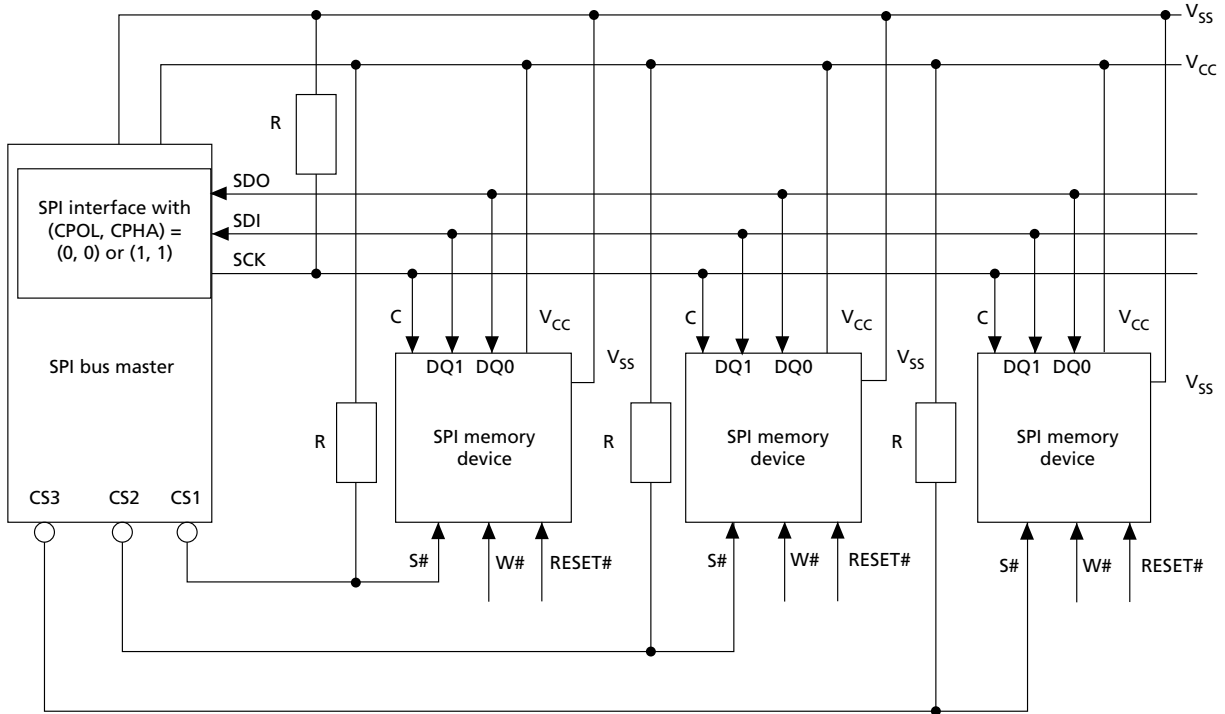 VSS
VCC
R
SDO
SPI interface with
(CPOL, CPHA) =
(0, 0) or (1, 1)
SDI
SCK
SPI bus master
C
VCC
C
VCC
C
VCC
DQ1 DQ0
VSS
DQ1 DQ0
VSS
DQ1 DQ0
VSS
R
SPI memory
device
R
SPI memory
device
R
SPI memory
device
CS3 CS2 CS1
S# W# RESET#
S# W# RESET#
S# W# RESET#